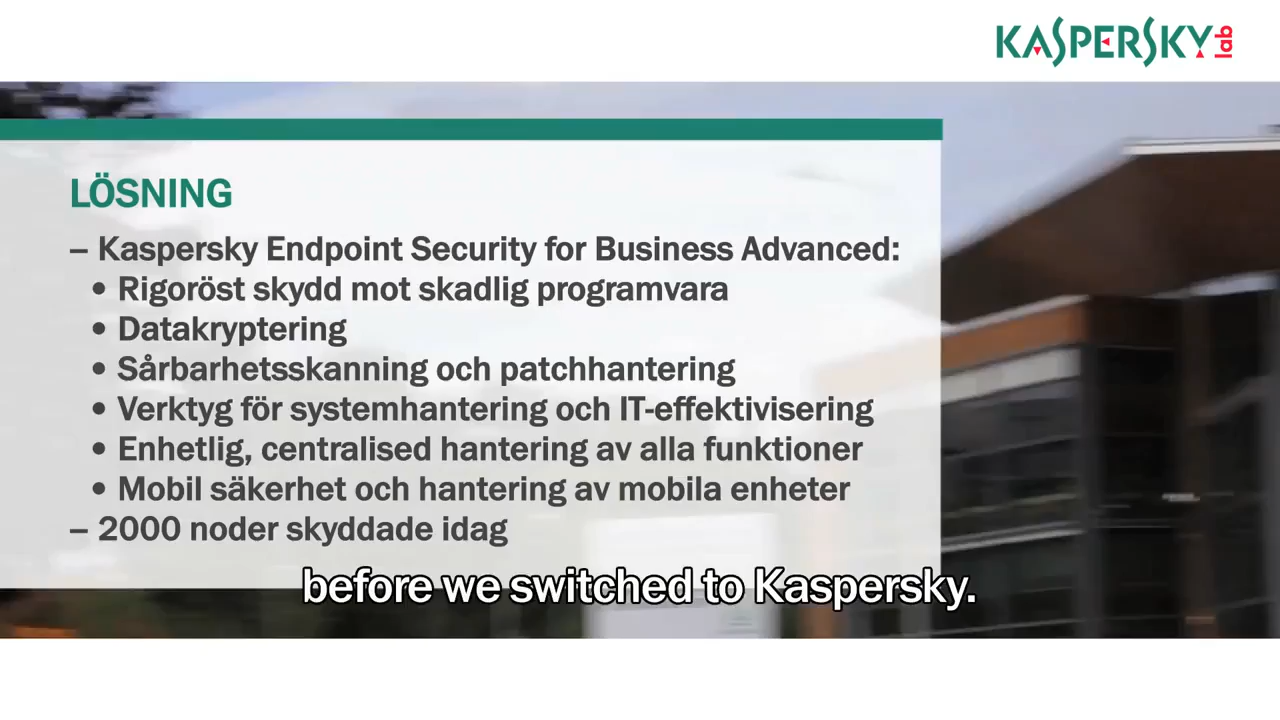 KASPERSKY lab
LÖSNING
– Kaspersky Endpoint Security for Business Advanced:
• Rigoröst skydd mot skadlig programvara
• Datakryptering
• Sårbarhetsskanning och patchhantering
• Verktyg för systemhantering och IT-effektivisering
• Enhetlig, centralised hantering av alla funktioner
• Mobil säkerhet och hantering av mobila enheter
– 2000 noder skyddade idag
before we switched to Kaspersky.